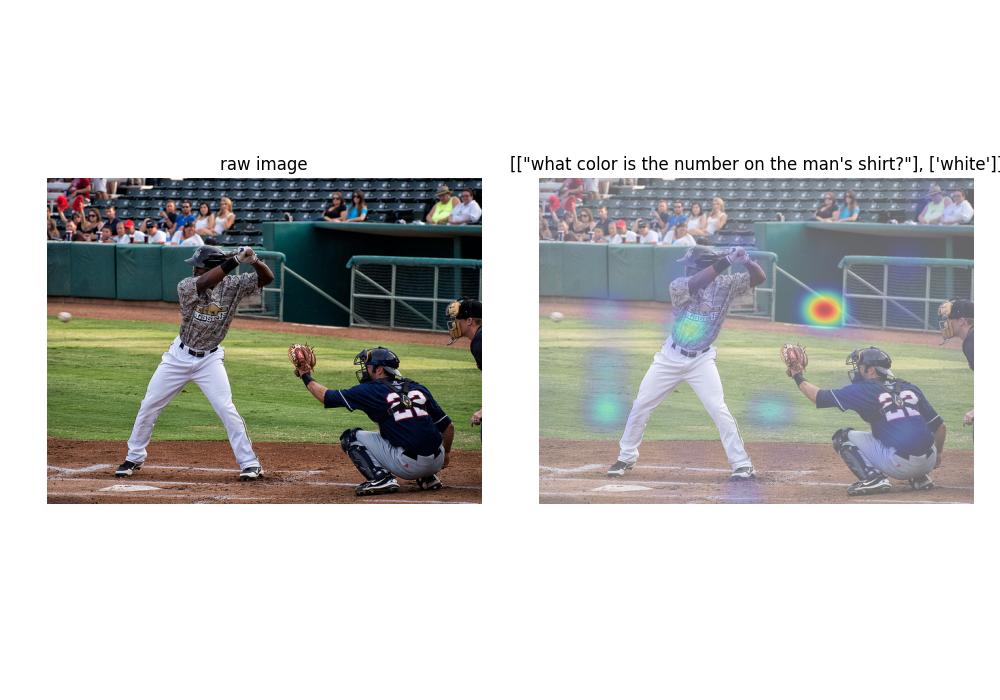 raw image
[["what color is the number on the man's shirt?"], ['white']]
22
22